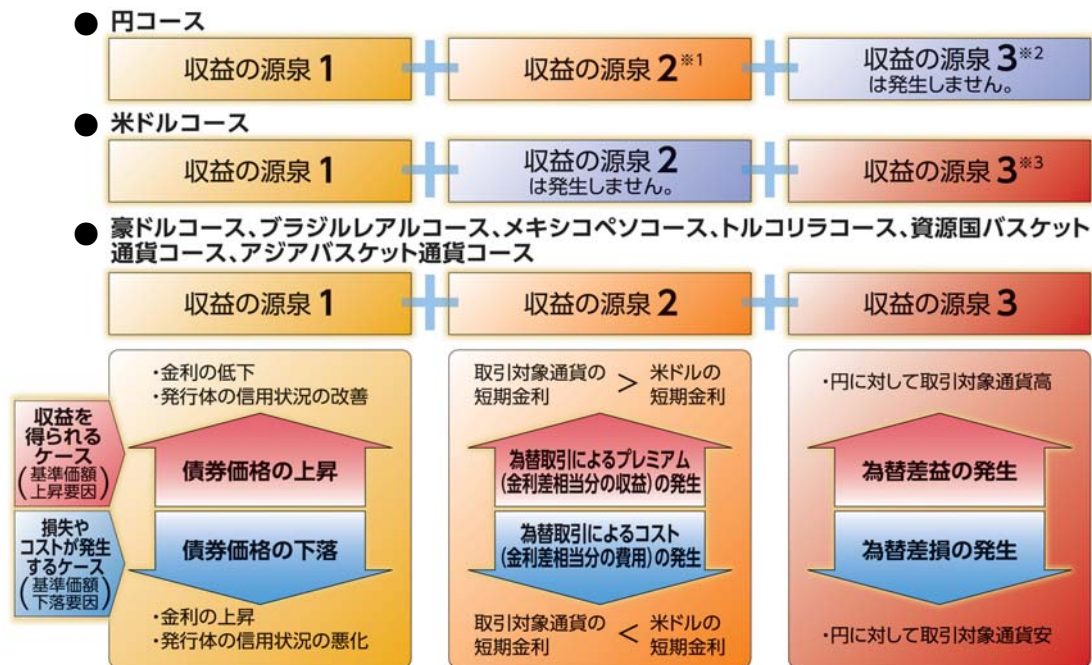 ● 円コース
収益の源泉1 + 収益の源泉2※1 + 収益の源泉3※2
は発生しません。
● 米ドルコース
収益の源泉1 + 収益の源泉2 + 収益の源泉3※3
は発生しません。
● 豪ドルコース、ブラジルレアルコース、メキシコペソコース、トルコリラコース、資源国バスケット
通貨コース、アジアバスケット通貨コース
収益の源泉1 + 収益の源泉2 + 収益の源泉3
収益を
得られる
ケース
(基準価額
上昇要因)
損失や
コストが発生
するケース
(基準価額
下落要因)
・金利の低下
・発行体の信用状況の改善
債券価格の上昇
債券価格の下落
・金利の上昇
・発行体の信用状況の悪化
取引対象通貨の > 米ドルの
短期金利 短期金利
為替取引によるプレミアム
(金利差相当分の収益)の発生
為替取引によるコスト
(金利差相当分の費用)の発生
取引対象通貨の < 米ドルの
短期金利 短期金利
・円に対して取引対象通貨高
為替差益の発生
為替差損の発生
・円に対して取引対象通貨安